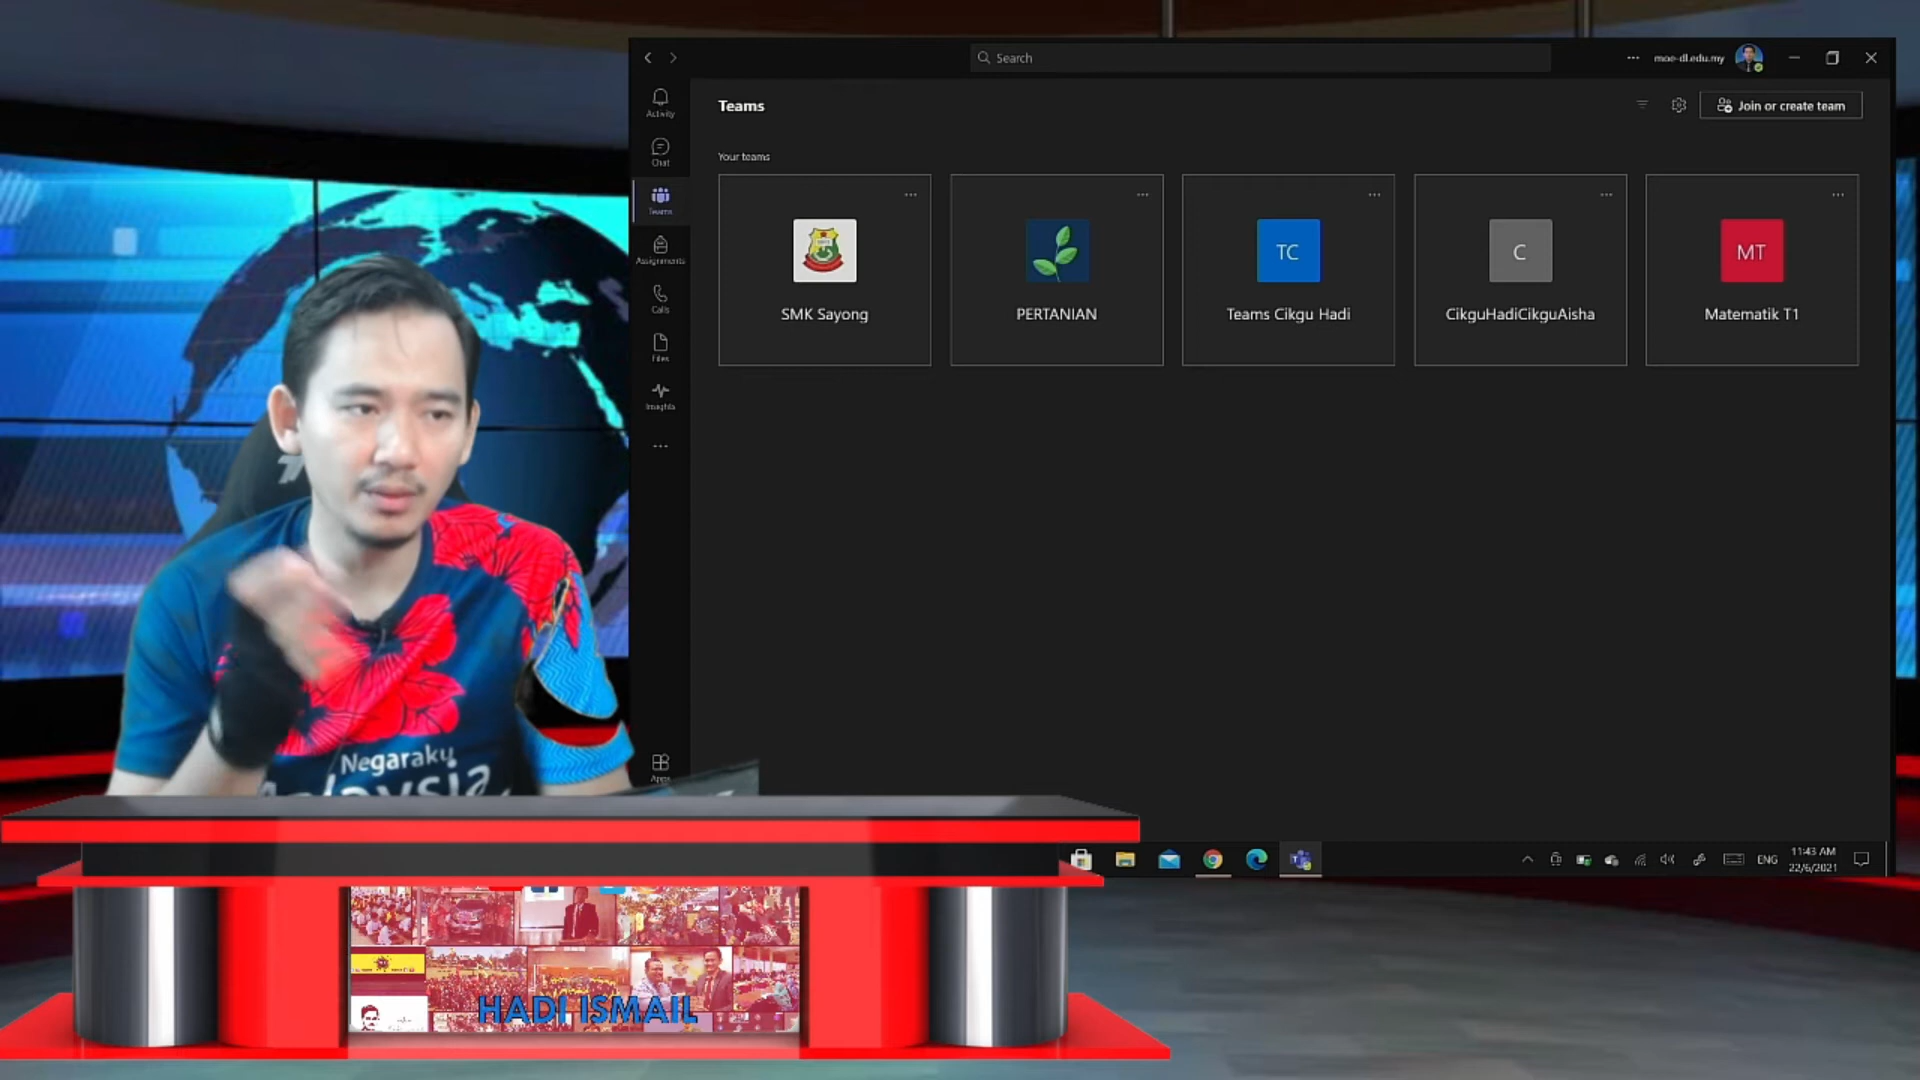 Search
moe-dl.edu.my
Activity
Chat
Teams
Assignments
Calls
Files
Insights
Apps
Teams
Join or create team
Your teams
SMK Sayong
PERTANIAN
TC
Teams Cikgu Hadi
C
CikguHadiCikguAisha
MT
Matematik T1
Negaraku
HADI ISMAIL
ENG
11:43 AM
22/6/2021